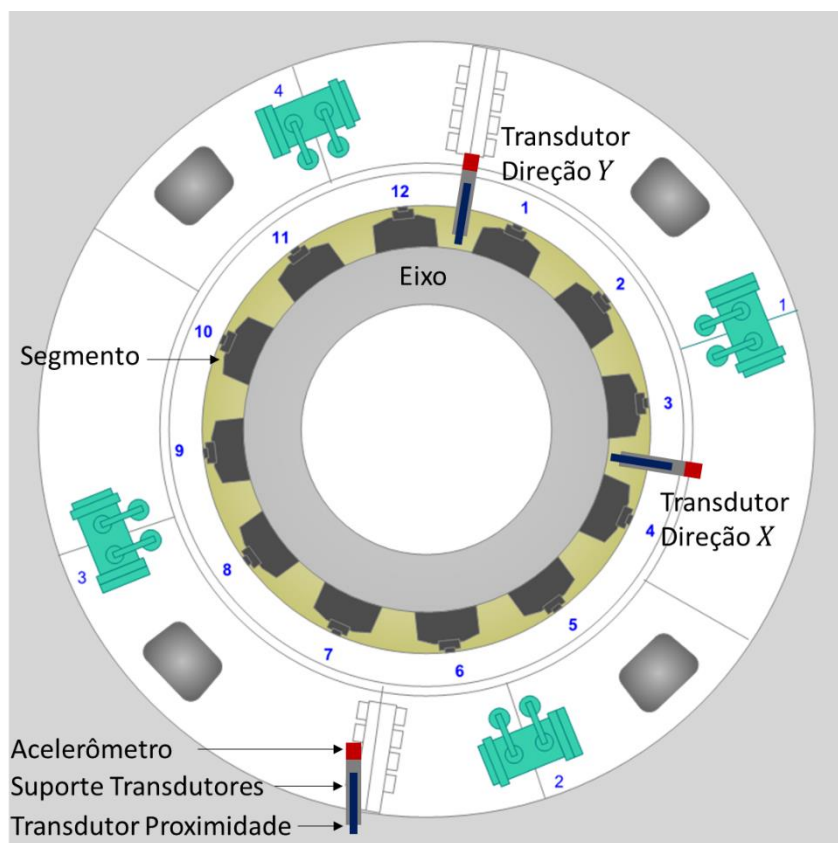 4
Transdutor
Direção Y
12
1
11
2
Eixo
1
10
Segmento
3
9
Transdutor
Direção X
4
3
8
5
7
6
Acelerômetro
Suporte Transdutores
2
Transdutor Proximidade